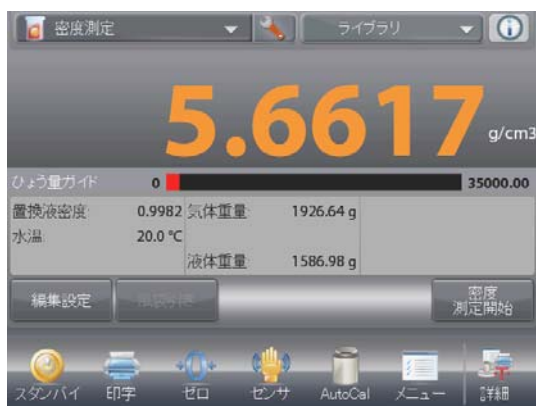 密度測定 ライブラリ
5.6617 g/cm3
ひょう量ガイド 0 35000.00
置換液密度: 0.9982 気体重量: 1926.64 g
水温: 20.0 °C
液体重量: 1586.98 g
編集設定
密度
測定開始
スタンバイ 印字 ゼロ センサ AutoCal メニュー 詳細